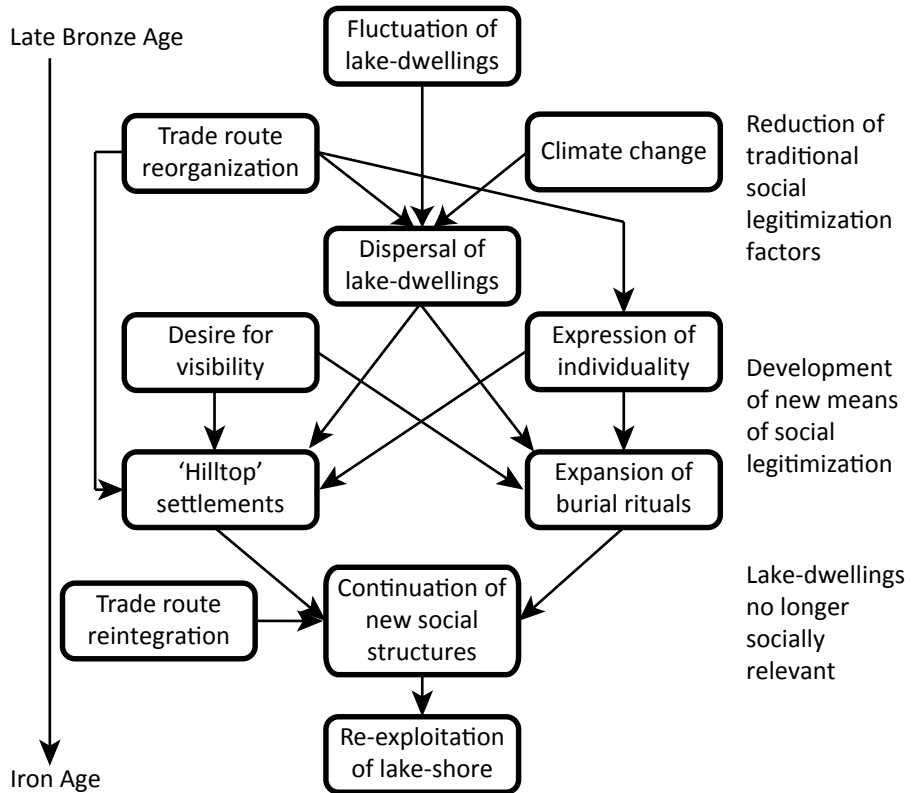 Late Bronze Age
Fluctuation of
lake-dwellings
Trade route
reorganization
Climate change
Reduction of
traditional
social
legitimization
factors
Dispersal of
lake-dwellings
Desire for
visibility
Expression of
individuality
Development
of new means
of social
legitimization
‘Hilltop’
settlements
Expansion of
burial rituals
Trade route
reintegration
Continuation of
new social
structures
Lake-dwellings
no longer
socially
relevant
Re-exploitation
of lake-shore
Iron Age